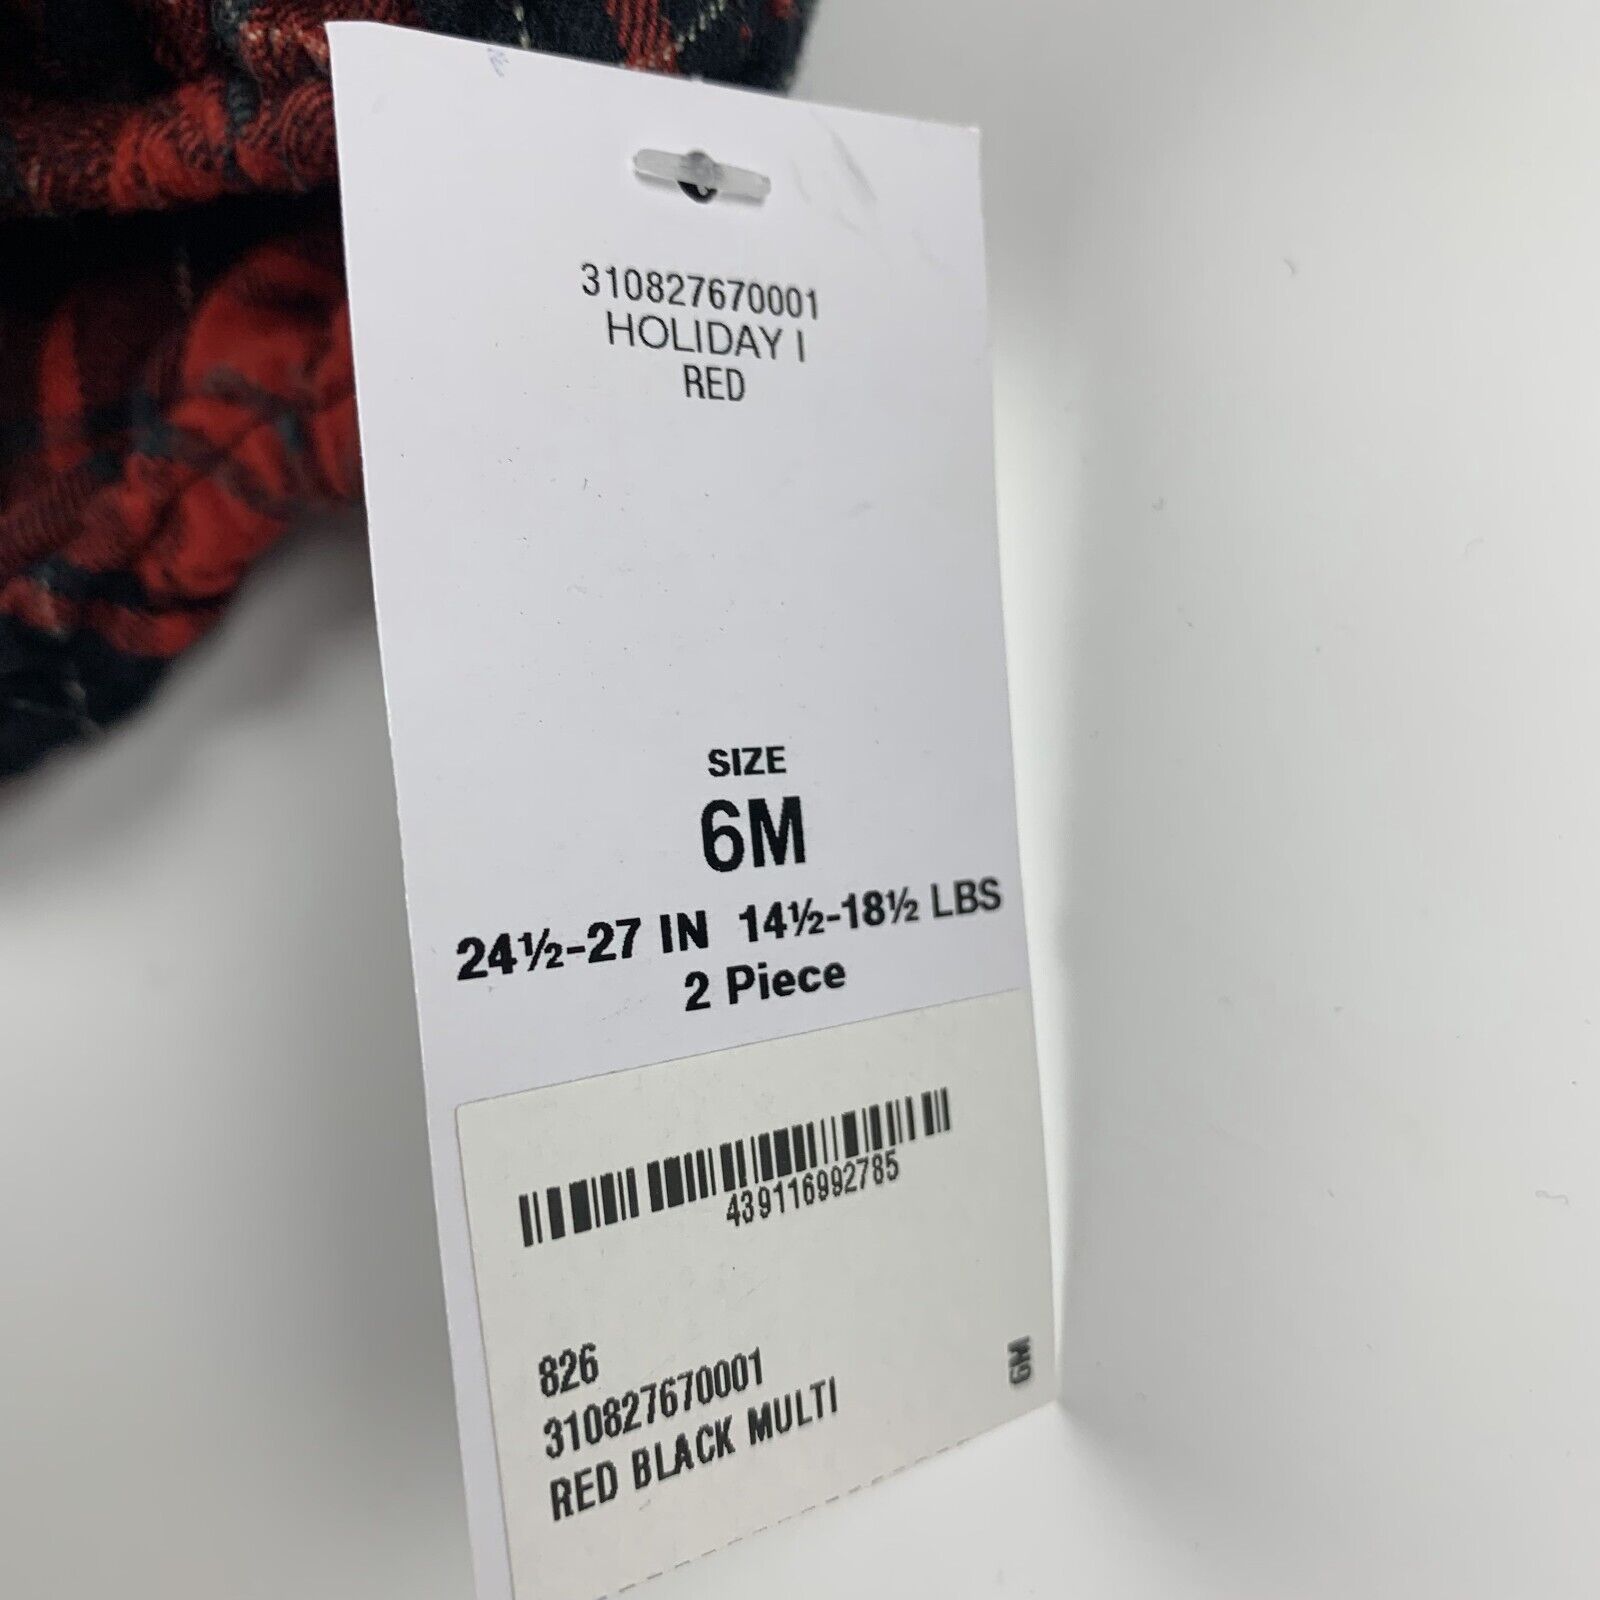 310827670001
HOLIDAY I
RED
SIZE
6M
24½-27 IN 14½-18½ LBS
2 Piece
439116992785
826
310827670001
RED BLACK MULTI
6M